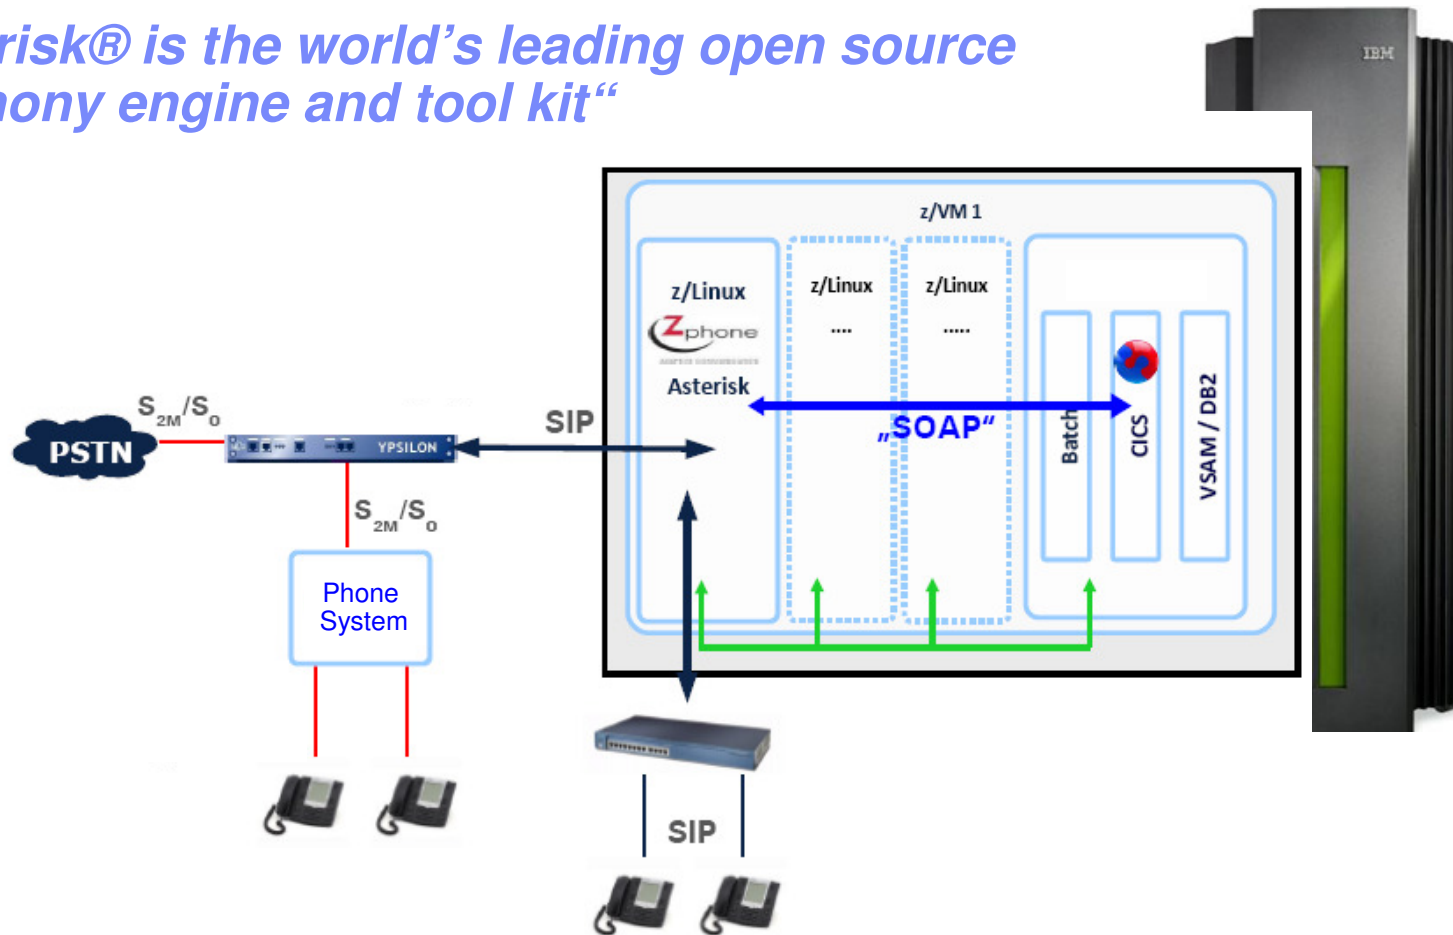 risk® is the world’s leading open source
hony engine and tool kit“
IBM
z/VM 1
z/Linux
Zphone
Asterisk
z/Linux
....
z/Linux
.....
Batch
CICS
VSAM / DB2
„SOAP“
SIP
S2M/S0
PSTN
YPSILON
S2M/S0
Phone
System
SIP